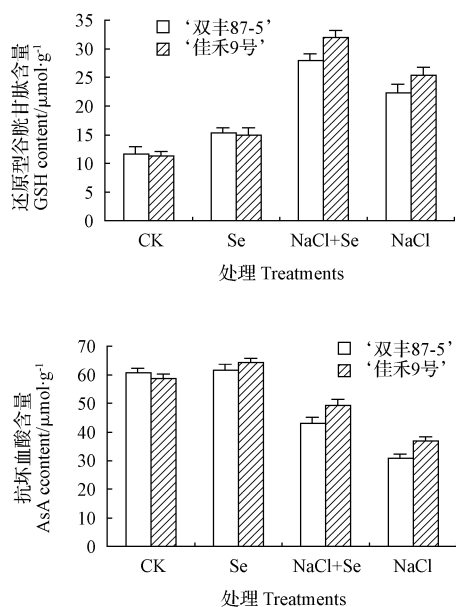 35
30
25
20
15
10
5
0
还原型谷胱甘肽含量
GSH content/μmol·g-1
‘双丰87-5’
‘佳禾9号’
CK Se NaCl+Se NaCl
处理 Treatments
70
60
50
40
30
20
10
0
抗坏血酸含量
AsA ccontent/μmol·g-1
‘双丰87-5’
‘佳禾9号’
CK Se NaCl+Se NaCl
处理 Treatments